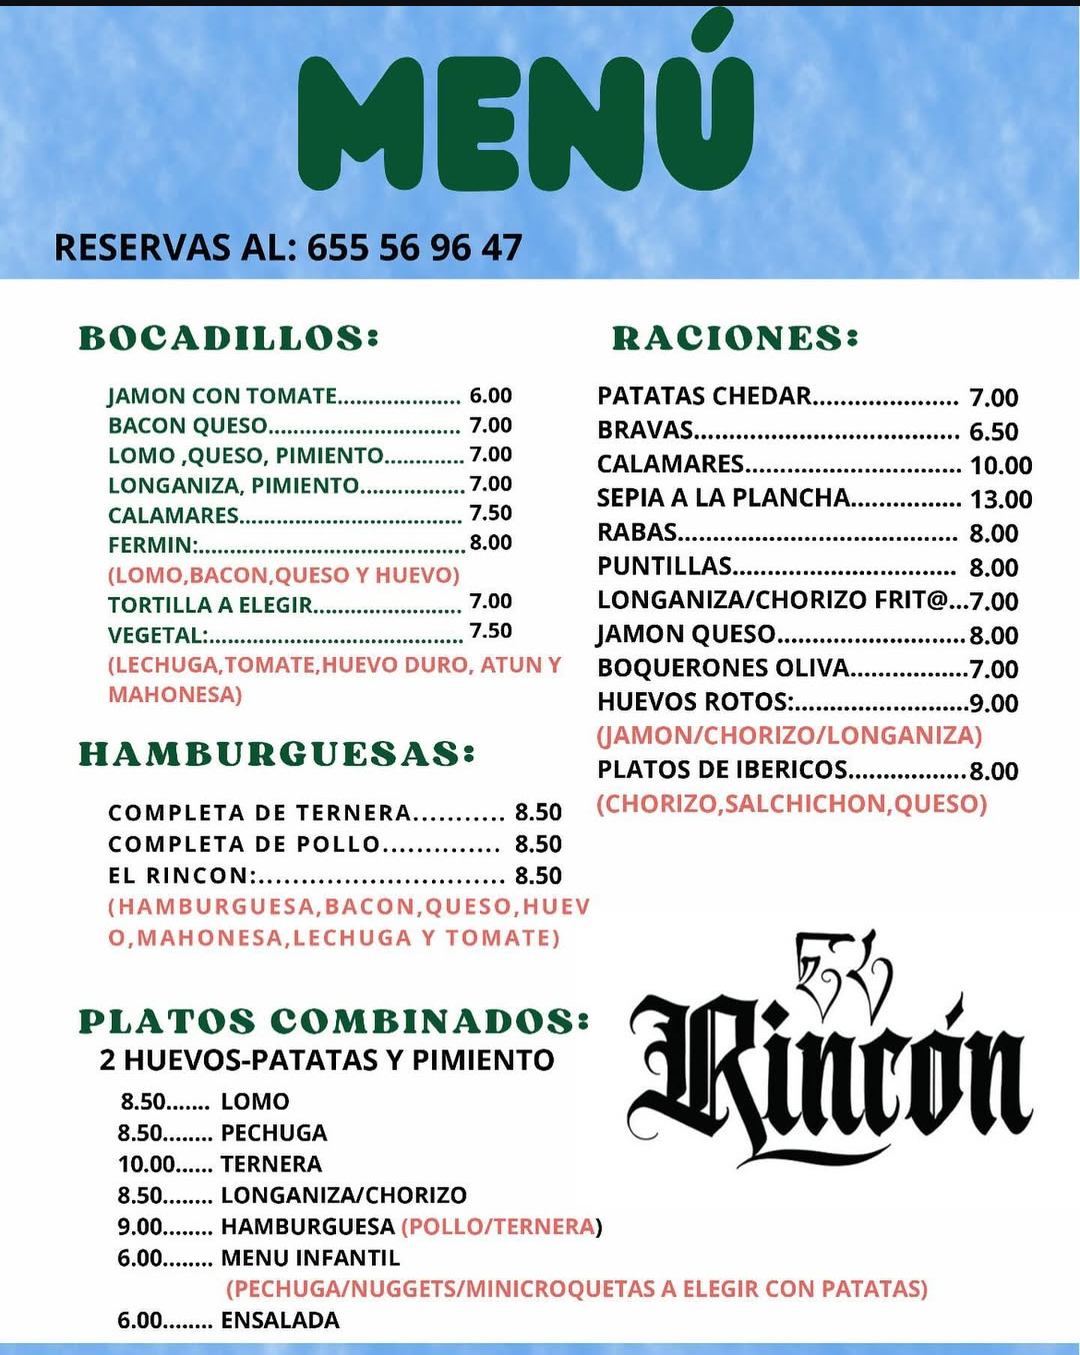 MENÚ
RESERVAS AL: 655 56 96 47
BOCADILLOS:
JAMON CON TOMATE.................... 6.00
BACON QUESO............................... 7.00
LOMO ,QUESO, PIMIENTO............. 7.00
LONGANIZA, PIMIENTO................. 7.00
CALAMARES.................................... 7.50
FERMIN:........................................... 8.00
(LOMO,BACON,QUESO Y HUEVO)
TORTILLA A ELEGIR........................ 7.00
VEGETAL:......................................... 7.50
(LECHUGA,TOMATE,HUEVO DURO, ATUN Y
MAHONESA)
HAMBURGUESAS:
COMPLETA DE TERNERA........... 8.50
COMPLETA DE POLLO.............. 8.50
EL RINCON:............................. 8.50
(HAMBURGUESA,BACON,QUESO,HUEV
O,MAHONESA,LECHUGA Y TOMATE)
PLATOS COMBINADOS:
2 HUEVOS-PATATAS Y PIMIENTO
8.50....... LOMO
8.50........ PECHUGA
10.00...... TERNERA
8.50........ LONGANIZA/CHORIZO
9.00........ HAMBURGUESA (POLLO/TERNERA)
6.00........ MENU INFANTIL
(PECHUGA/NUGGETS/MINICROQUETAS A ELEGIR CON PATATAS)
6.00........ ENSALADA
RACIONES:
PATATAS CHEDAR..................... 7.00
BRAVAS...................................... 6.50
CALAMARES............................... 10.00
SEPIA A LA PLANCHA................ 13.00
RABAS........................................ 8.00
PUNTILLAS................................ 8.00
LONGANIZA/CHORIZO FRIT@...7.00
JAMON QUESO...........................8.00
BOQUERONES OLIVA.................7.00
HUEVOS ROTOS:.........................9.00
(JAMON/CHORIZO/LONGANIZA)
PLATOS DE IBERICOS.................8.00
(CHORIZO,SALCHICHON,QUESO)
El
Rincón